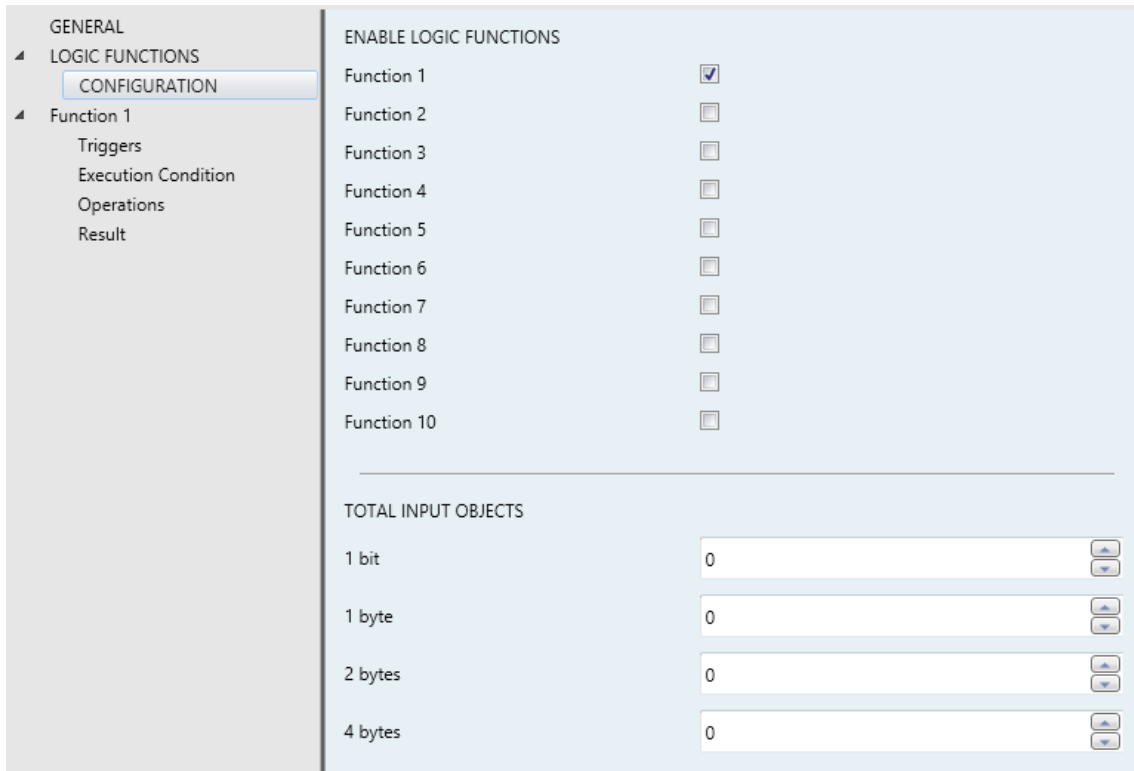 GENERAL
LOGIC FUNCTIONS
CONFIGURATION
Function 1
Triggers
Execution Condition
Operations
Result
ENABLE LOGIC FUNCTIONS
Function 1
Function 2
Function 3
Function 4
Function 5
Function 6
Function 7
Function 8
Function 9
Function 10
TOTAL INPUT OBJECTS
1 bit 0
1 byte 0
2 bytes 0
4 bytes 0